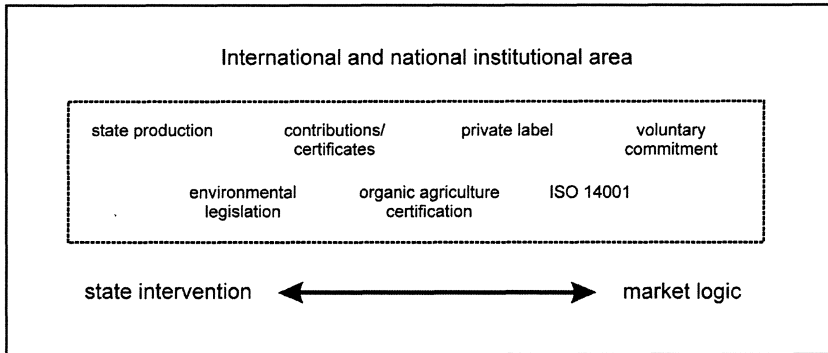 International and national institutional area
state production contributions/ private label voluntary
certificates commitment
environmental organic agriculture ISO 14001
legislation certification
state intervention market logic